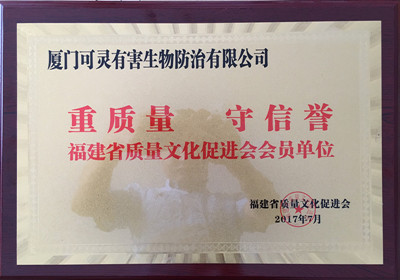 厦门可灵有害生物防治有限公司
重质量 守信誉
福建省质量文化促进会会员单位
福建省质量文化促进会
2017年7月